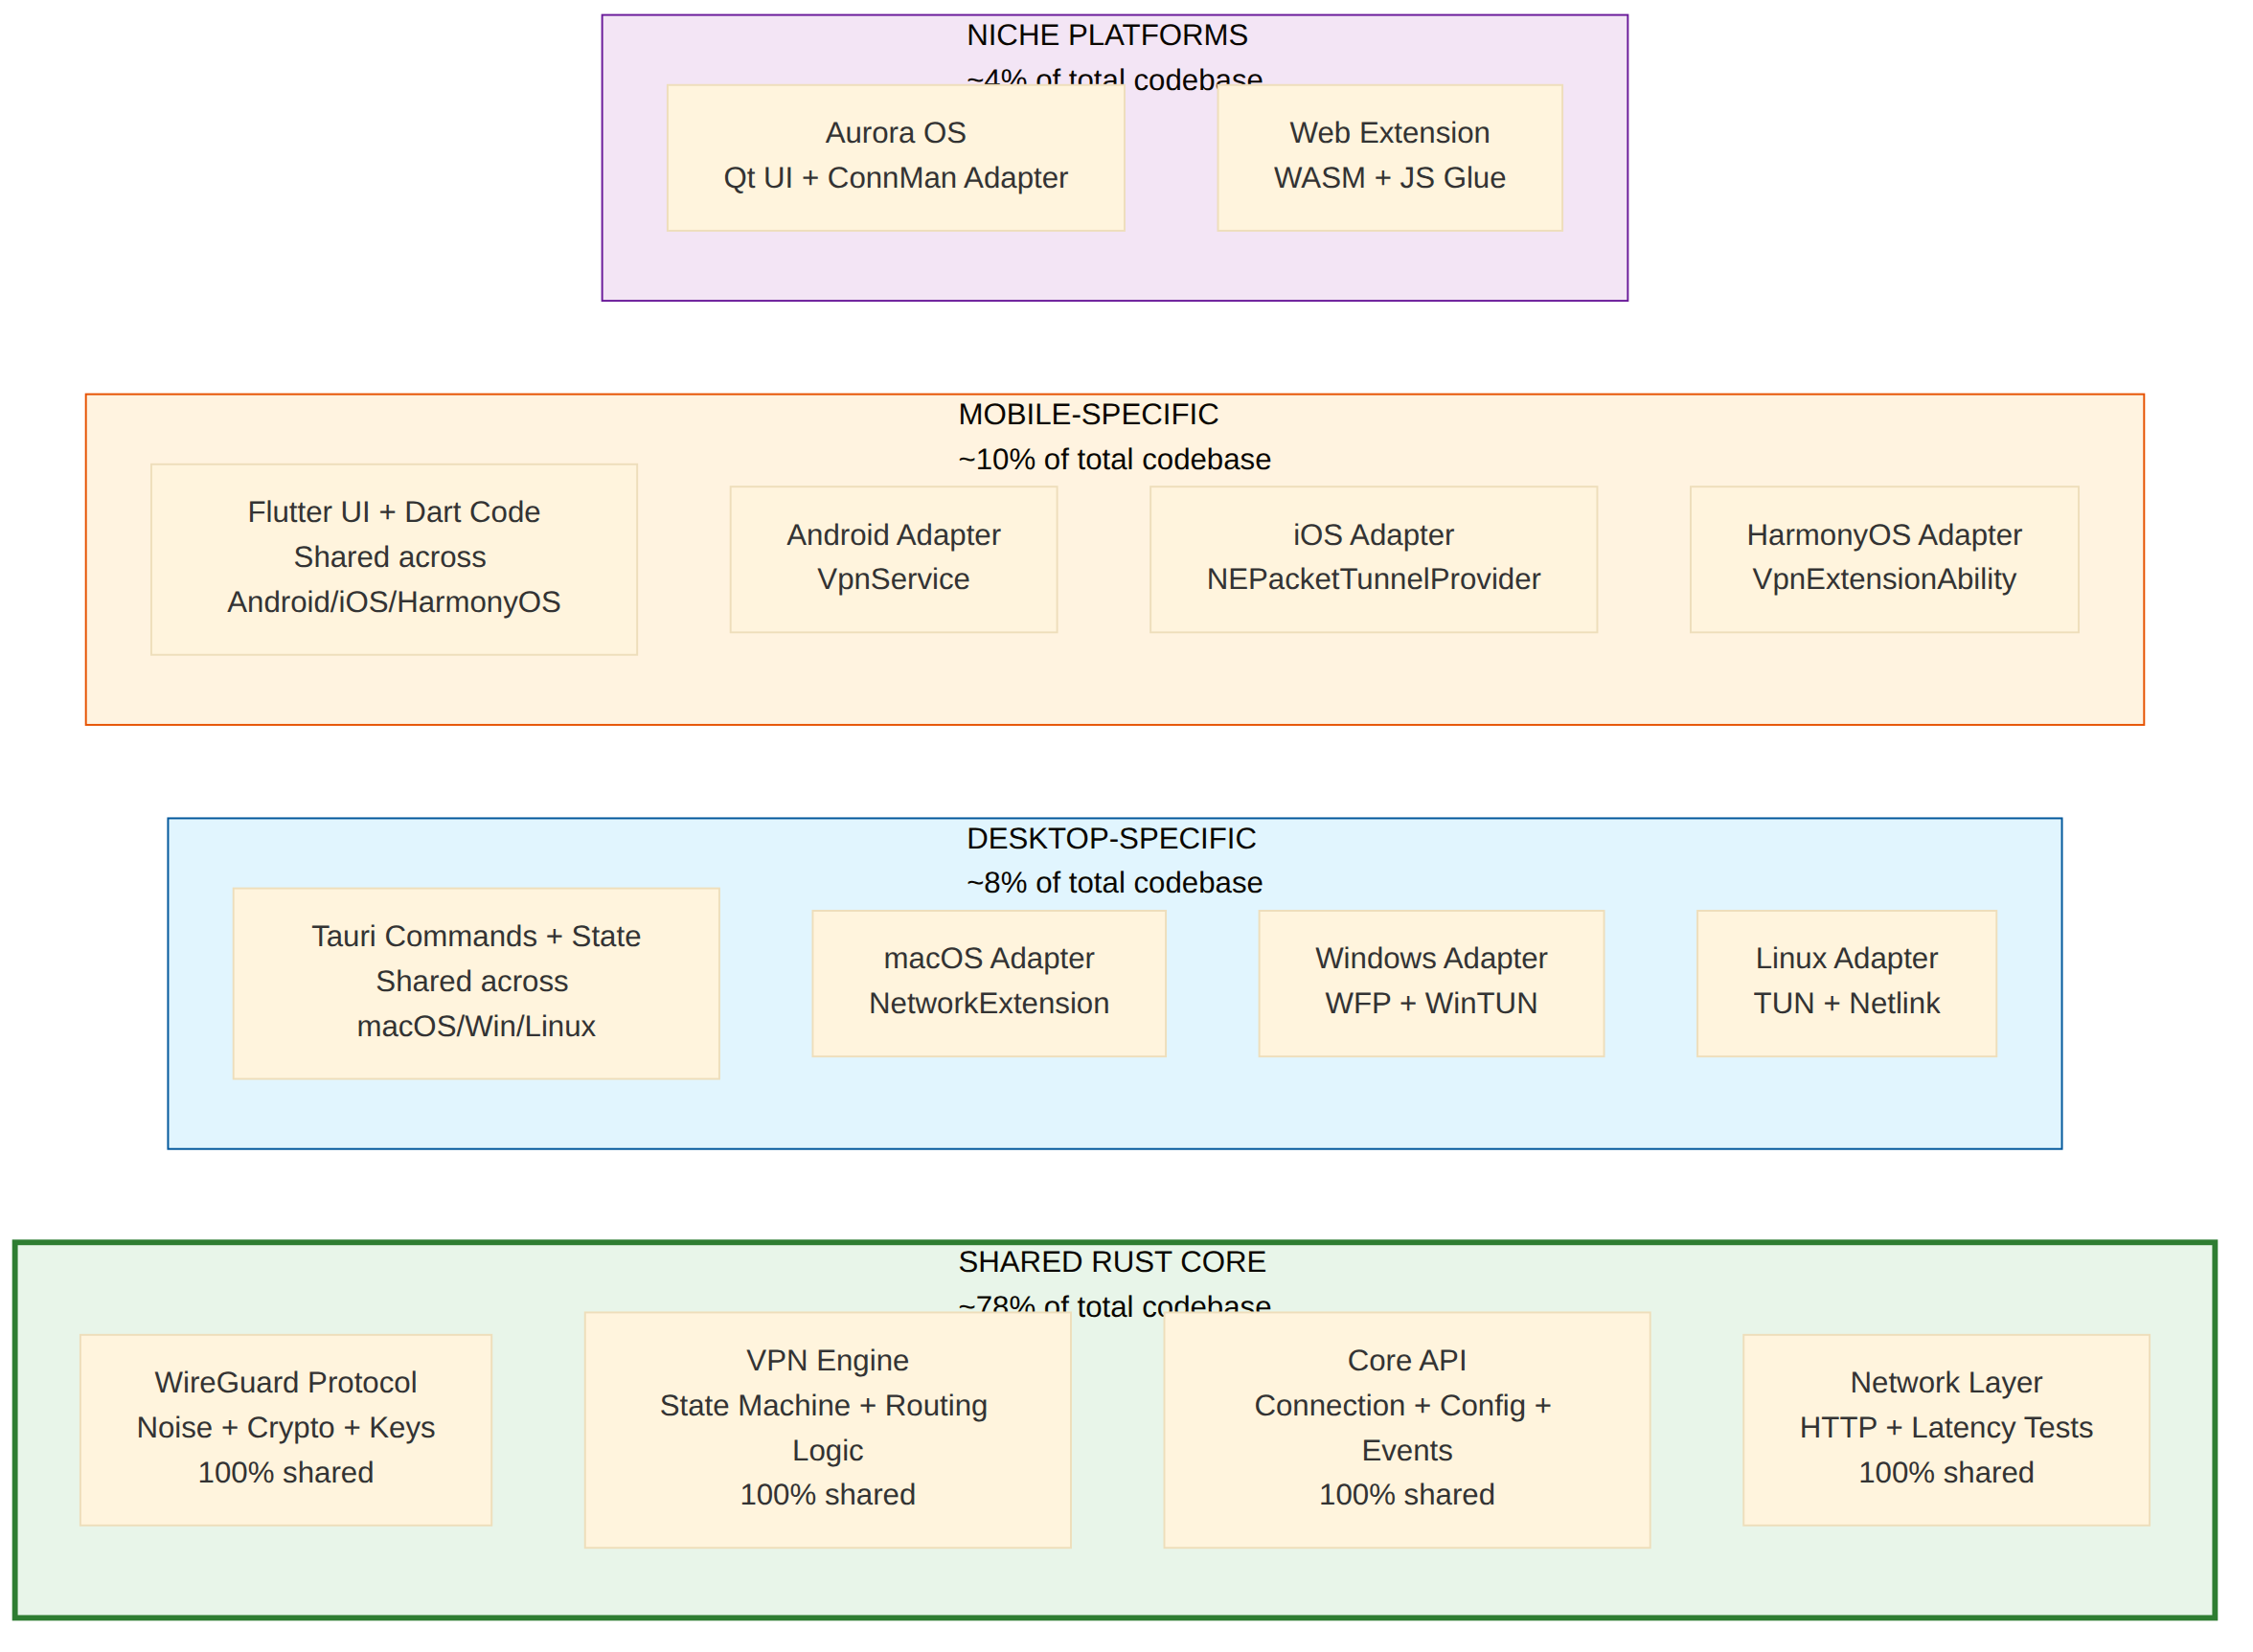 NICHE PLATFORMS
~4% of total codebase
Aurora OS
Qt UI + ConnMan Adapter
Web Extension
WASM + JS Glue
MOBILE-SPECIFIC
~10% of total codebase
Flutter UI + Dart Code
Shared across
Android/iOS/HarmonyOS
Android Adapter
VpnService
iOS Adapter
NEPacketTunnelProvider
HarmonyOS Adapter
VpnExtensionAbility
DESKTOP-SPECIFIC
~8% of total codebase
Tauri Commands + State
Shared across
macOS/Win/Linux
macOS Adapter
NetworkExtension
Windows Adapter
WFP + WinTUN
Linux Adapter
TUN + Netlink
SHARED RUST CORE
~78% of total codebase
WireGuard Protocol
Noise + Crypto + Keys
100% shared
VPN Engine
State Machine + Routing
Logic
100% shared
Core API
Connection + Config +
Events
100% shared
Network Layer
HTTP + Latency Tests
100% shared